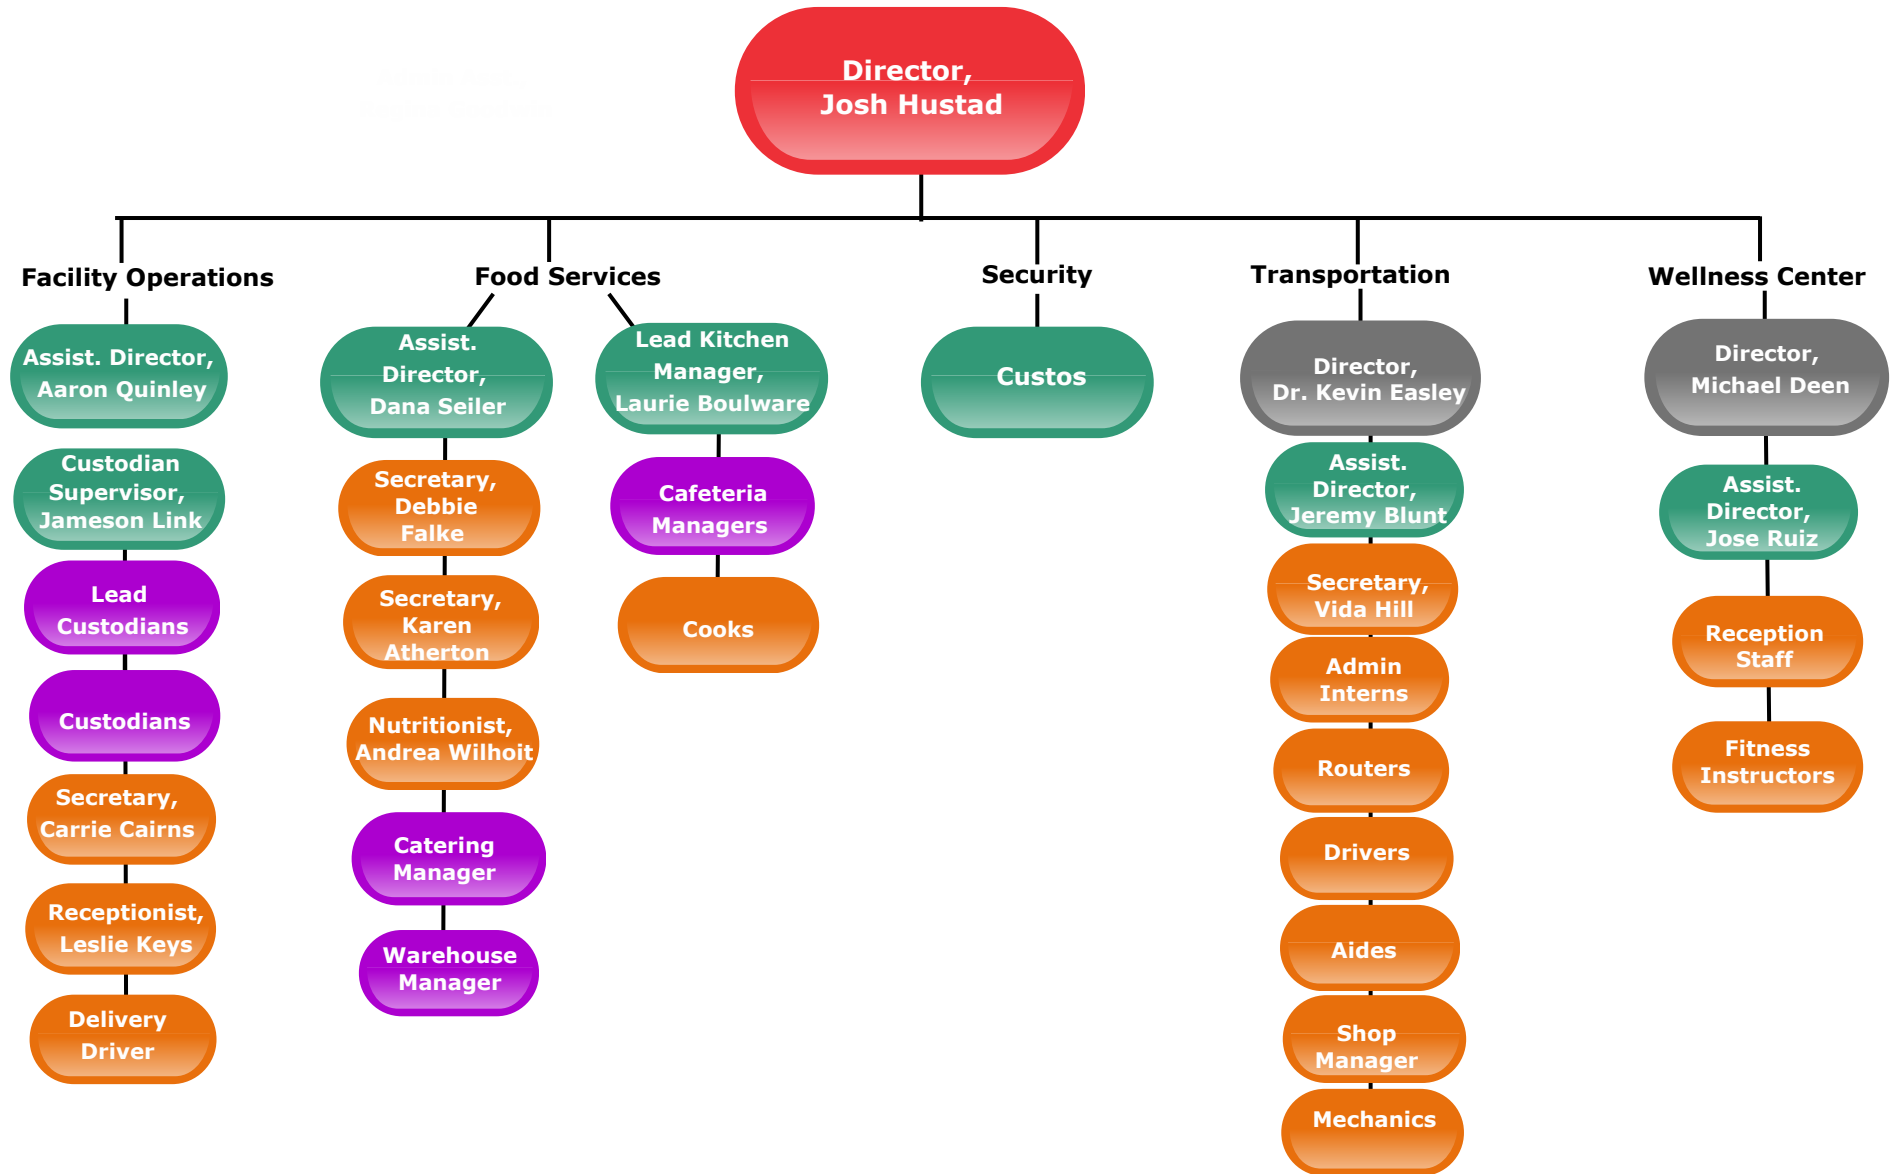 Director,
Josh Hustad
Facility Operations
Food Services
Security
Transportation
Wellness Center
Assist. Director,
Aaron Quinley
Custodian
Supervisor,
Jameson Link
Lead
Custodians
Custodians
Secretary,
Carrie Cairns
Receptionist,
Leslie Keys
Delivery
Driver
Assist.
Director,
Dana Seiler
Secretary,
Debbie
Falke
Secretary,
Karen
Atherton
Nutritionist,
Andrea Wilhoit
Catering
Manager
Warehouse
Manager
Lead Kitchen
Manager,
Laurie Boulware
Cafeteria
Managers
Cooks
Custos
Director,
Dr. Kevin Easley
Assist.
Director,
Jeremy Blunt
Secretary,
Vida Hill
Admin
Interns
Routers
Drivers
Aides
Shop
Manager
Mechanics
Director,
Michael Deen
Assist.
Director,
Jose Ruiz
Reception
Staff
Fitness
Instructors